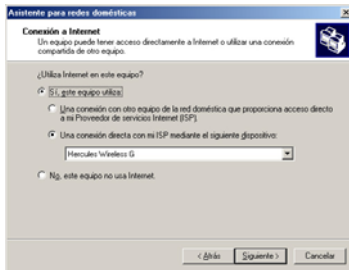 Asistente para redes domésticas
Conexión a Internet
Un equipo puede tener acceso directamente a Internet o utilizar una conexión
compartida de otro equipo.
¿Utiliza Internet en este equipo?
Sí, este equipo utiliza:
Una conexión con otro equipo de la red doméstica que proporciona acceso directo
a mi Proveedor de servicios Internet (ISP).
Una conexión directa con mi ISP mediante el siguiente dispositivo:
Hercules Wireless G
No, este equipo no usa Internet.
< Atrás
Siguiente >
Cancelar